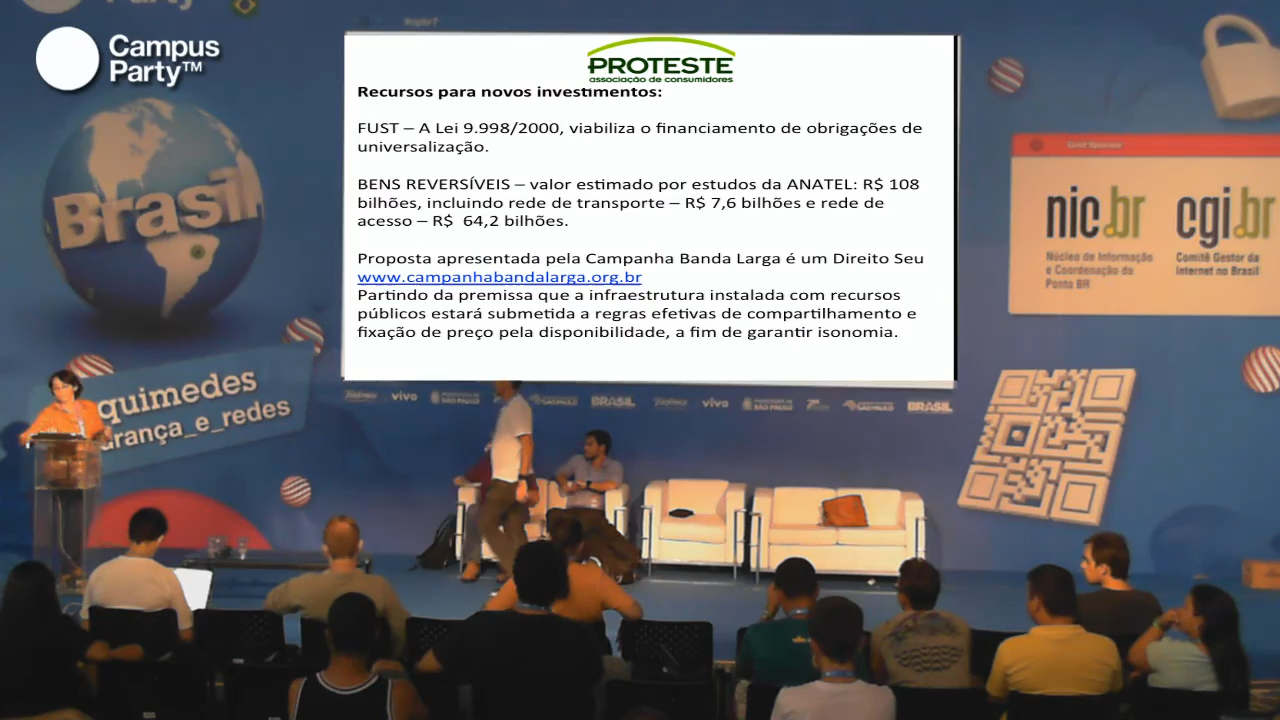 Party
Campus
Party™
PROTESTE
associação de consumidores
Recursos para novos investimentos:
FUST – A Lei 9.998/2000, viabiliza o financiamento de obrigações de
universalização.
BENS REVERSÍVEIS – valor estimado por estudos da ANATEL: R$ 108
bilhões, incluindo rede de transporte – R$ 7,6 bilhões e rede de
acesso – R$ 64,2 bilhões.
Proposta apresentada pela Campanha Banda Larga é um Direito Seu
www.campanhabandalarga.org.br
Partindo da premissa que a infraestrutura instalada com recursos
públicos estará submetida a regras efetivas de compartilhamento e
fixação de preço pela disponibilidade, a fim de garantir isonomia.
Brasil
nic.br
cgi.br
Núcleo de Informação
e Coordenação do
Ponto BR
Comitê Gestor da
Internet no Brasil
quimedes
urança_e_redes
vivo
SÃO PAULO
BRASIL
vivo
SÃO PAULO
BRASIL